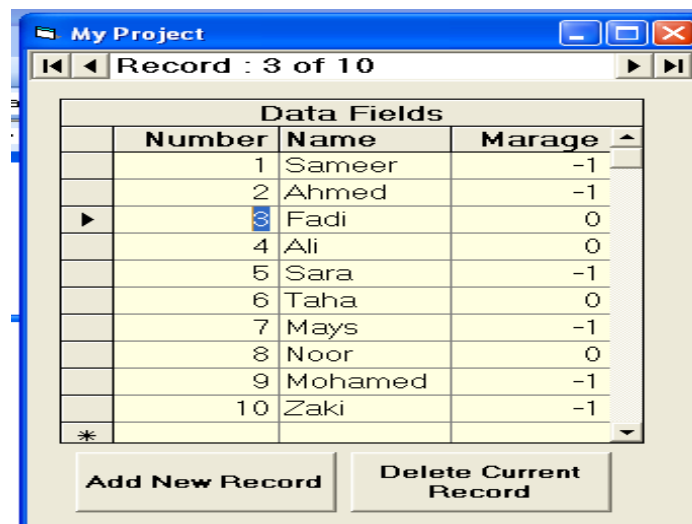 My Project
Record : 3 of 10
Data Fields
Number Name Marage
1 Sameer -1
2 Ahmed -1
3 Fadi 0
4 Ali 0
5 Sara -1
6 Taha 0
7 Mays -1
8 Noor 0
9 Mohamed -1
10 Zaki -1
*
Add New Record
Delete Current
Record